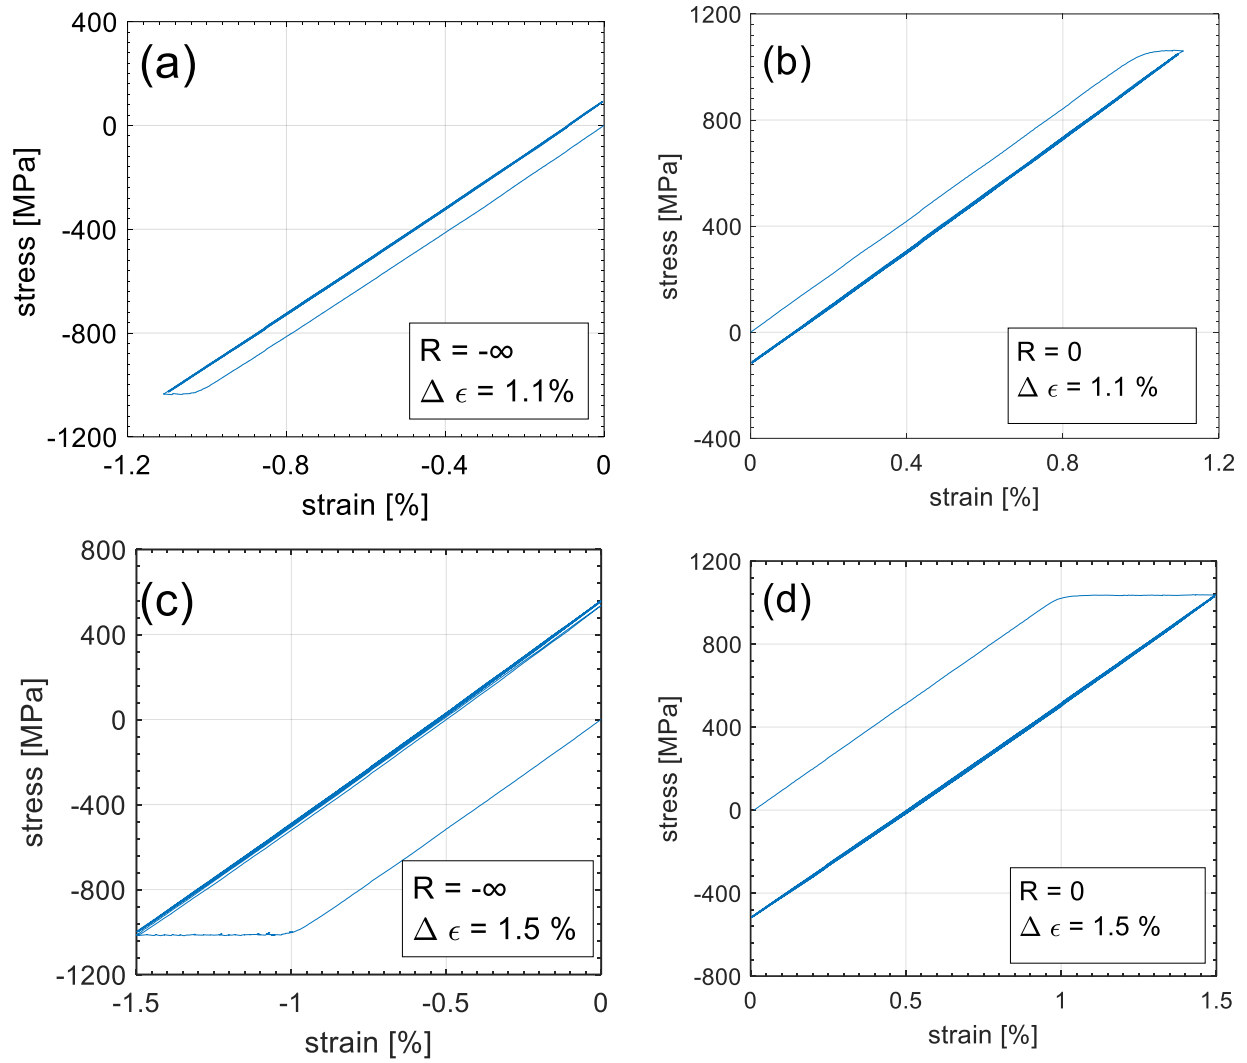 (a)
400
0
-400
-800
-1200
-1.2
-0.8
-0.4
0
stress [MPa]
strain [%]
R = -∞
Δ ϵ = 1.1%
(b)
1200
800
400
0
-400
0
0.4
0.8
1.2
stress [MPa]
strain [%]
R = 0
Δ ϵ = 1.1 %
(c)
800
400
0
-400
-800
-1200
-1.5
-1
-0.5
0
stress [MPa]
strain [%]
R = -∞
Δ ϵ = 1.5 %
(d)
1200
800
400
0
-400
-800
0
0.5
1
1.5
stress [MPa]
strain [%]
R = 0
Δ ϵ = 1.5 %